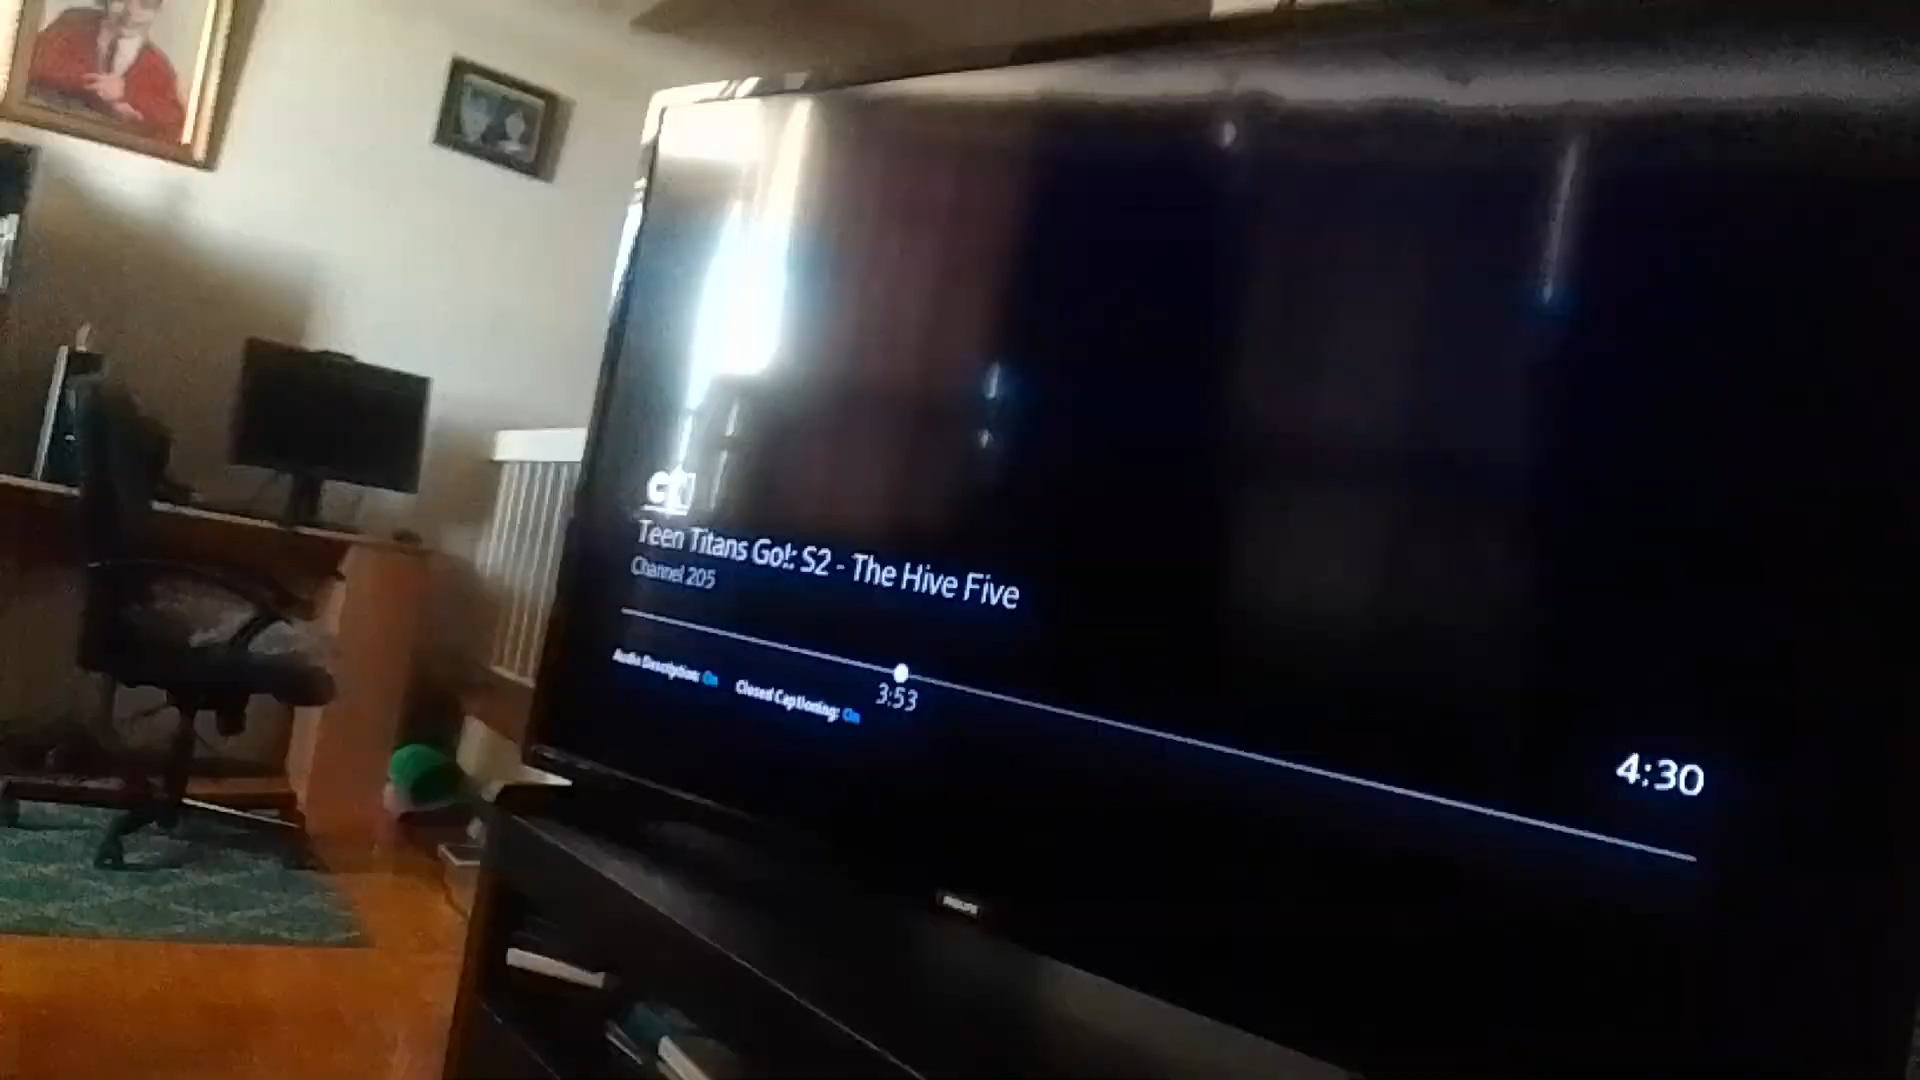 Teen Titans Go!: S2 - The Hive Five
Channel 205
Audio Description: On Closed Captioning: On
3:53
4:30
PHILIPS